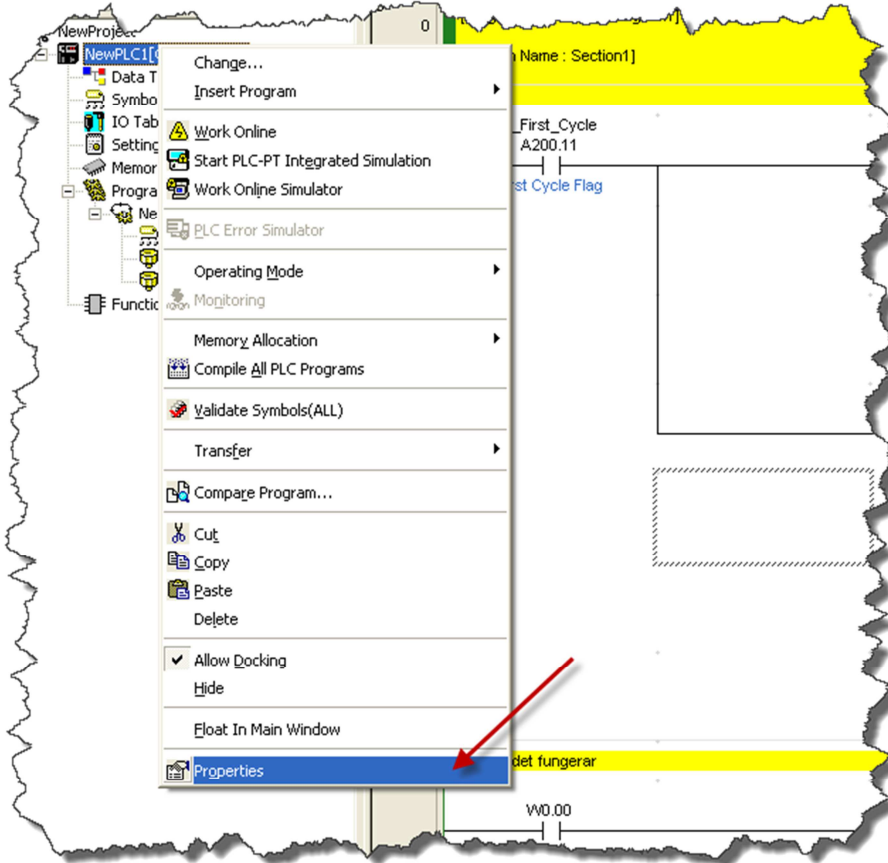 NewProjec
0
NewPLC1[
Data T
Symbo
IO Tab
Setting
Memor
Progra
Ne
Functio
Change...
Insert Program
Work Online
Start PLC-PT Integrated Simulation
Work Online Simulator
PLC Error Simulator
Operating Mode
Monitoring
Memory Allocation
Compile All PLC Programs
Validate Symbols(ALL)
Transfer
Compare Program...
Cut
Copy
Paste
Delete
Allow Docking
Hide
Float In Main Window
Properties
n Name : Section1]
_First_Cycle
A200.11
rst Cycle Flag
det fungerar
W0.00